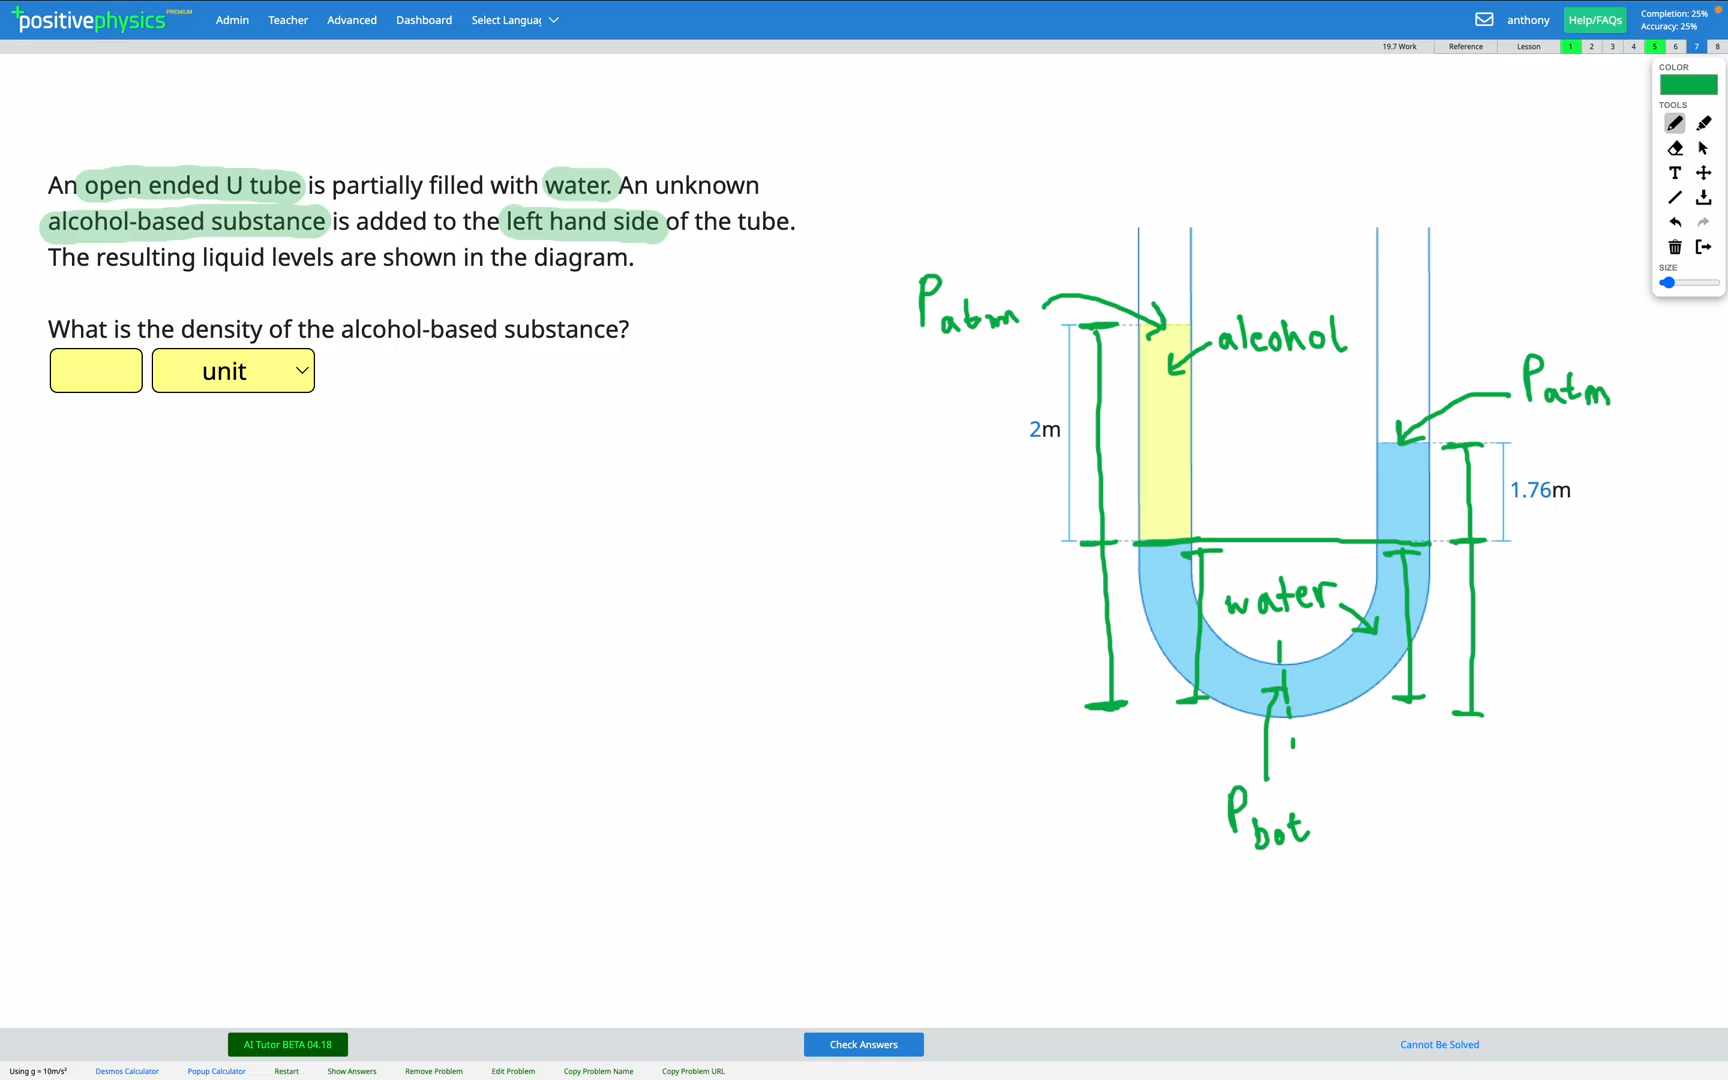 +positivephysics PREMIUM
Admin Teacher Advanced Dashboard Select Languag
anthony Help/FAQs Completion: 25%
Accuracy: 25%
19.7 Work Reference Lesson 1 2 3 4 5 6 7 8
COLOR
TOOLS
T
SIZE
An open ended U tube is partially filled with water. An unknown
alcohol-based substance is added to the left hand side of the tube.
The resulting liquid levels are shown in the diagram.
What is the density of the alcohol-based substance?
unit
Patm
alcohol
Patm
2m
1.76m
water
Pbot
AI Tutor BETA 04.18 Check Answers Cannot Be Solved
Using g = 10m/s² Desmos Calculator Popup Calculator Restart Show Answers Remove Problem Edit Problem Copy Problem Name Copy Problem URL